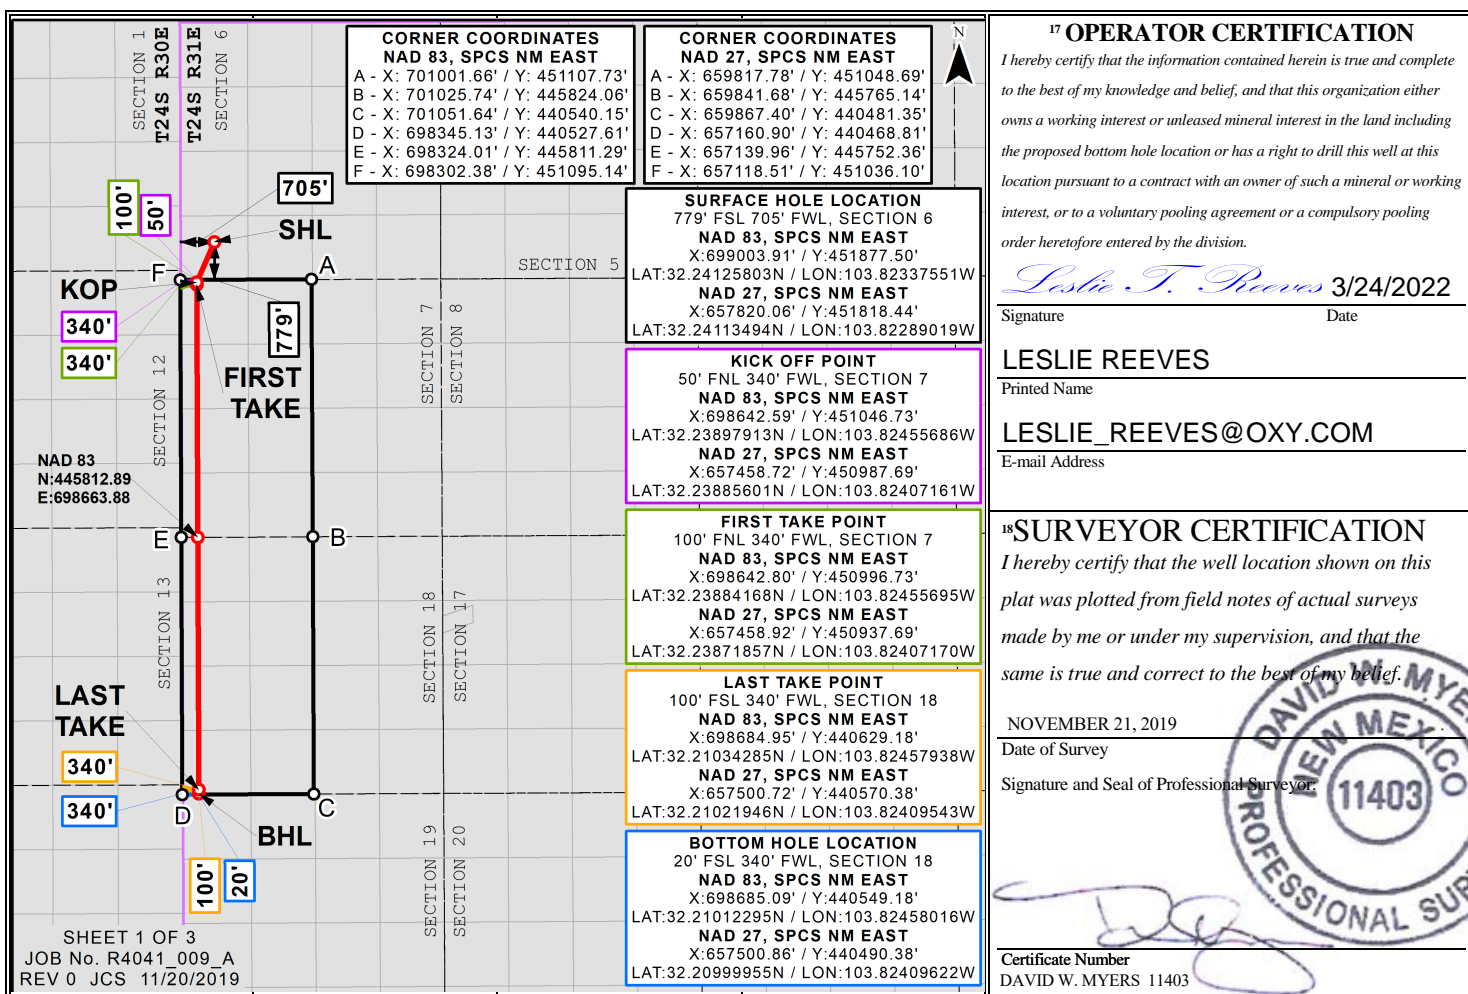 SECTION 1
T24S R30E
T24S R31E
SECTION 6
CORNER COORDINATES
NAD 83, SPCS NM EAST
A - X: 701001.66' / Y: 451107.73'
B - X: 701025.74' / Y: 445824.06'
C - X: 701051.64' / Y: 440540.15'
D - X: 698345.13' / Y: 440527.61'
E - X: 698324.01' / Y: 445811.29'
F - X: 698302.38' / Y: 451095.14'
CORNER COORDINATES
NAD 27, SPCS NM EAST
A - X: 659817.78' / Y: 451048.69'
B - X: 659841.68' / Y: 445765.14'
C - X: 659867.40' / Y: 440481.35'
D - X: 657160.90' / Y: 440468.81'
E - X: 657139.96' / Y: 445752.36'
F - X: 657118.51' / Y: 451036.10'
N
100'
50'
705'
SHL
F
A
SECTION 5
KOP
340'
340'
779'
SECTION 7
SECTION 8
SECTION 12
FIRST
TAKE
NAD 83
N:445812.89
E:698663.88
E
B
SECTION 13
SECTION 18
SECTION 17
LAST
TAKE
340'
340'
D
C
BHL
100'
20'
SECTION 19
SECTION 20
SHEET 1 OF 3
JOB No. R4041_009_A
REV 0 JCS 11/20/2019
SURFACE HOLE LOCATION
779' FSL 705' FWL, SECTION 6
NAD 83, SPCS NM EAST
X:699003.91' / Y:451877.50'
LAT:32.24125803N / LON:103.82337551W
NAD 27, SPCS NM EAST
X:657820.06' / Y:451818.44'
LAT:32.24113494N / LON:103.82289019W
KICK OFF POINT
50' FNL 340' FWL, SECTION 7
NAD 83, SPCS NM EAST
X:698642.59' / Y:451046.73'
LAT:32.23897913N / LON:103.82455686W
NAD 27, SPCS NM EAST
X:657458.72' / Y:450987.69'
LAT:32.23885601N / LON:103.82407161W
FIRST TAKE POINT
100' FNL 340' FWL, SECTION 7
NAD 83, SPCS NM EAST
X:698642.80' / Y:450996.73'
LAT:32.23884168N / LON:103.82455695W
NAD 27, SPCS NM EAST
X:657458.92' / Y:450937.69'
LAT:32.23871857N / LON:103.82407170W
LAST TAKE POINT
100' FSL 340' FWL, SECTION 18
NAD 83, SPCS NM EAST
X:698684.95' / Y:440629.18'
LAT:32.21034285N / LON:103.82457938W
NAD 27, SPCS NM EAST
X:657500.72' / Y:440570.38'
LAT:32.21021946N / LON:103.82409543W
BOTTOM HOLE LOCATION
20' FSL 340' FWL, SECTION 18
NAD 83, SPCS NM EAST
X:698685.09' / Y:440549.18'
LAT:32.21012295N / LON:103.82458016W
NAD 27, SPCS NM EAST
X:657500.86' / Y:440490.38'
LAT:32.20999955N / LON:103.82409622W
17 OPERATOR CERTIFICATION
I hereby certify that the information contained herein is true and complete
to the best of my knowledge and belief, and that this organization either
owns a working interest or unleased mineral interest in the land including
the proposed bottom hole location or has a right to drill this well at this
location pursuant to a contract with an owner of such a mineral or working
interest, or to a voluntary pooling agreement or a compulsory pooling
order heretofore entered by the division.
Leslie T. Reeves 3/24/2022
Signature Date
LESLIE REEVES
Printed Name
LESLIE_REEVES@OXY.COM
E-mail Address
18 SURVEYOR CERTIFICATION
I hereby certify that the well location shown on this
plat was plotted from field notes of actual surveys
made by me or under my supervision, and that the
same is true and correct to the best of my belief.
NOVEMBER 21, 2019
Date of Survey
Signature and Seal of Professional Surveyor:
DAVID W. MYE
NEW MEXICO
11403
PROFESSIONAL SU
Certificate Number
DAVID W. MYERS 11403